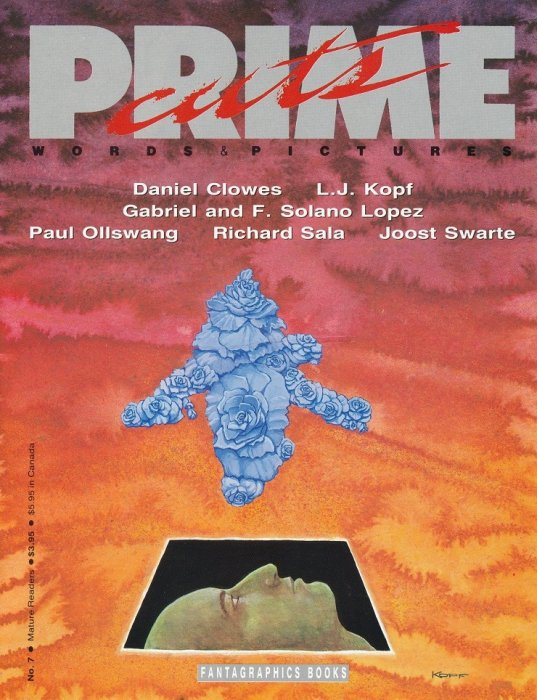 PRIME
cuts
WORDS & PICTURES
Daniel Clowes L.J. Kopf
Gabriel and F. Solano Lopez
Paul Ollswang Richard Sala Joost Swarte
No. 7 ● Mature Readers ● $3.95 ● $5.95 in Canada
FANTAGRAPHICS BOOKS
KOPF